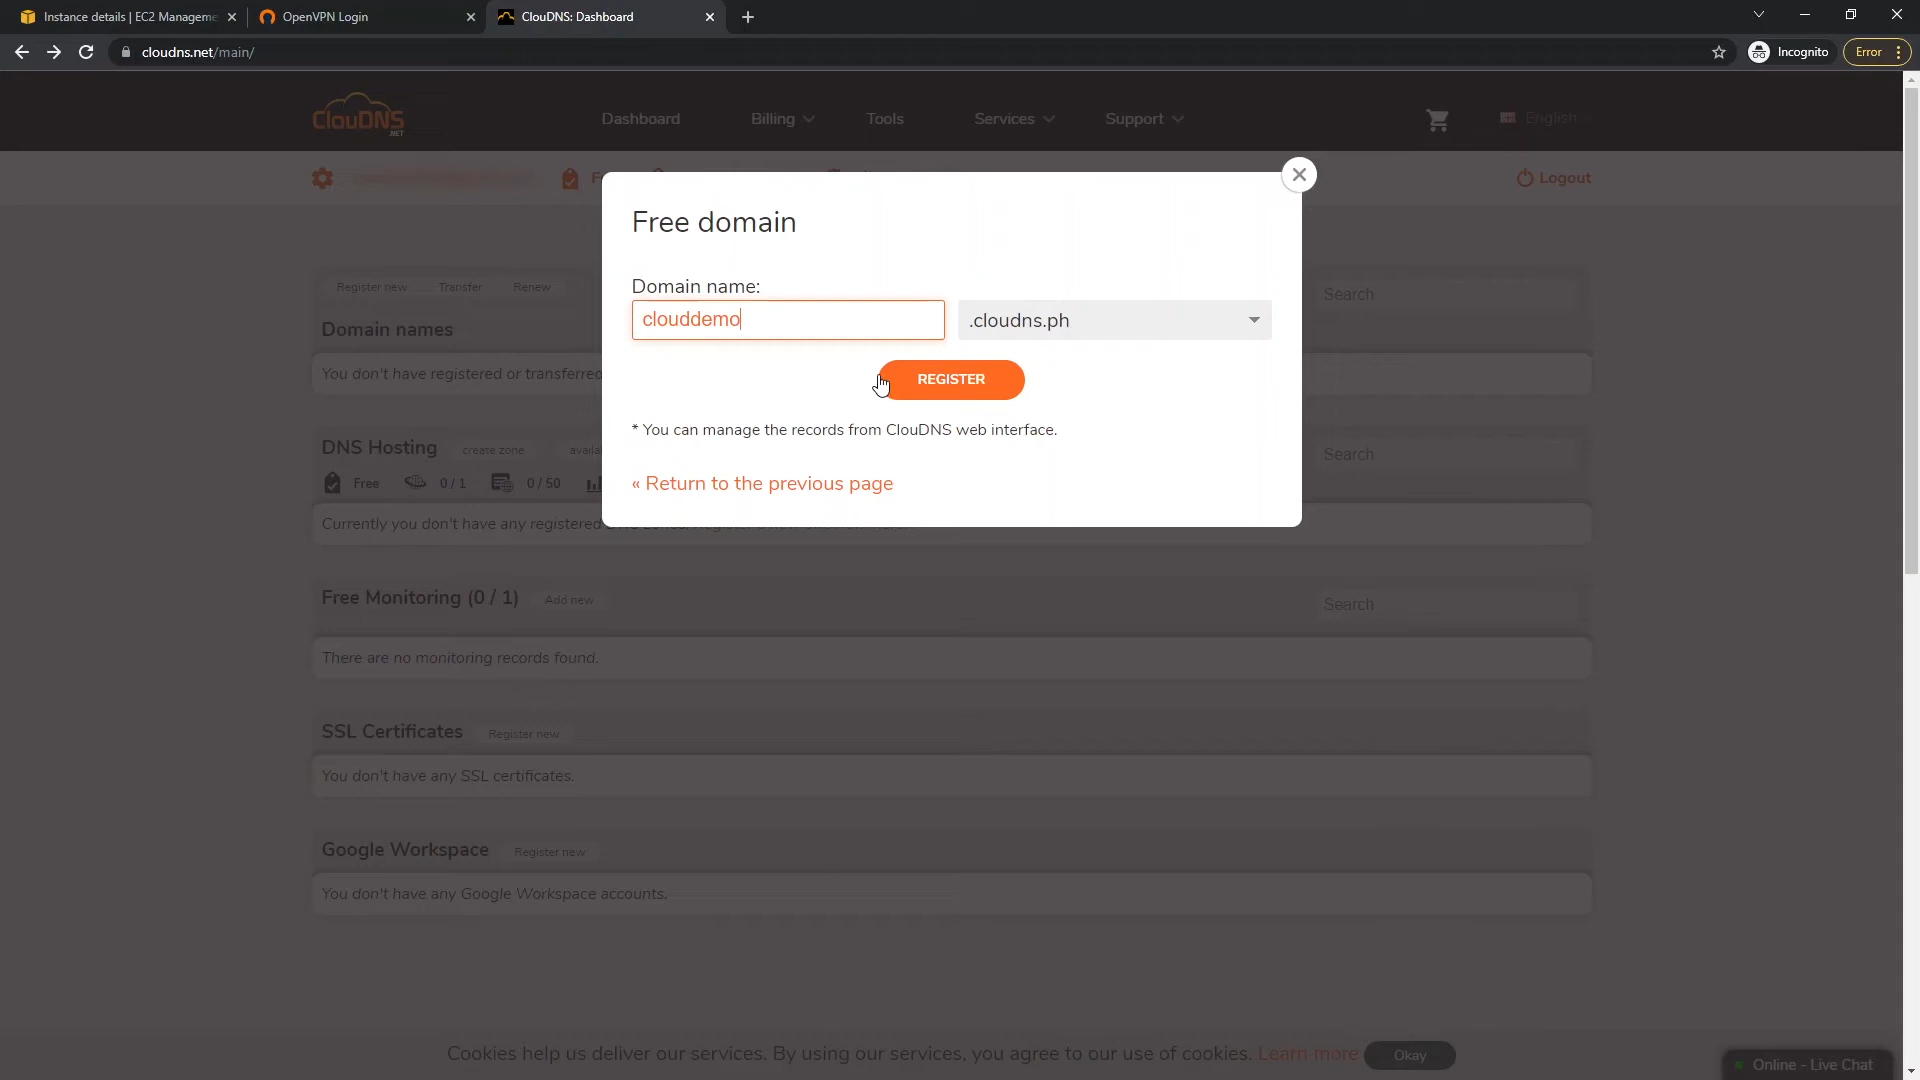 Instance details | EC2 Manageme
OpenVPN Login
ClouDNS: Dashboard
cloudns.net/main/
Incognito
Error
ClouDNS
.NET
Dashboard
Billing
Tools
Services
Support
English
Logout
Free domain
Domain name:
clouddemo
.cloudns.ph
REGISTER
* You can manage the records from ClouDNS web interface.
« Return to the previous page
Register new
Transfer
Renew
Search
Domain names
You don't have registered or transferred
DNS Hosting
create zone
availa
Search
Free
0 / 1
0 / 50
Currently you don't have any registered
Free Monitoring (0 / 1)
Add new
Search
There are no monitoring records found.
SSL Certificates
Register new
You don't have any SSL certificates.
Google Workspace
Register new
You don't have any Google Workspace accounts.
Cookies help us deliver our services. By using our services, you agree to our use of cookies. Learn more
Okay
Online - Live Chat